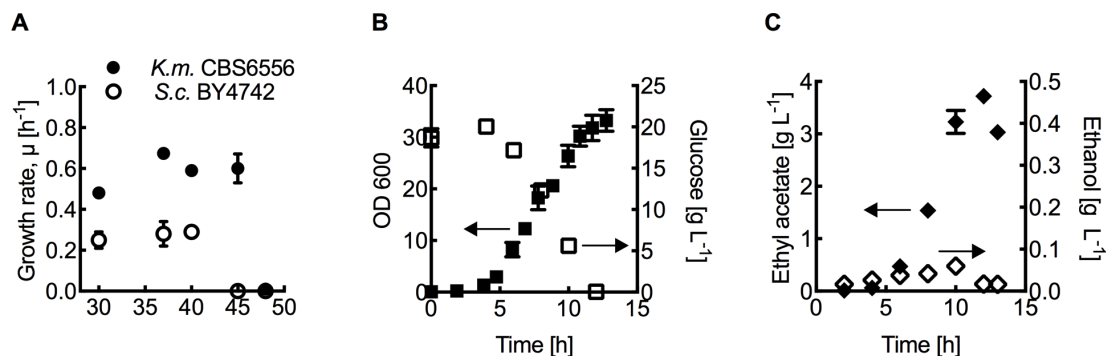 A
K.m. CBS6556
S.c. BY4742
Growth rate, μ [h⁻¹]
1.0
0.8
0.6
0.4
0.2
0.0
30 35 40 45 50
B
OD 600
40
30
20
10
0
25
20
15
10
5
0
Glucose [g L⁻¹]
0 5 10 15
Time [h]
C
Ethyl acetate [g L⁻¹]
4
3
2
1
0
0.5
0.4
0.3
0.2
0.1
0.0
Ethanol [g L⁻¹]
0 5 10 15
Time [h]